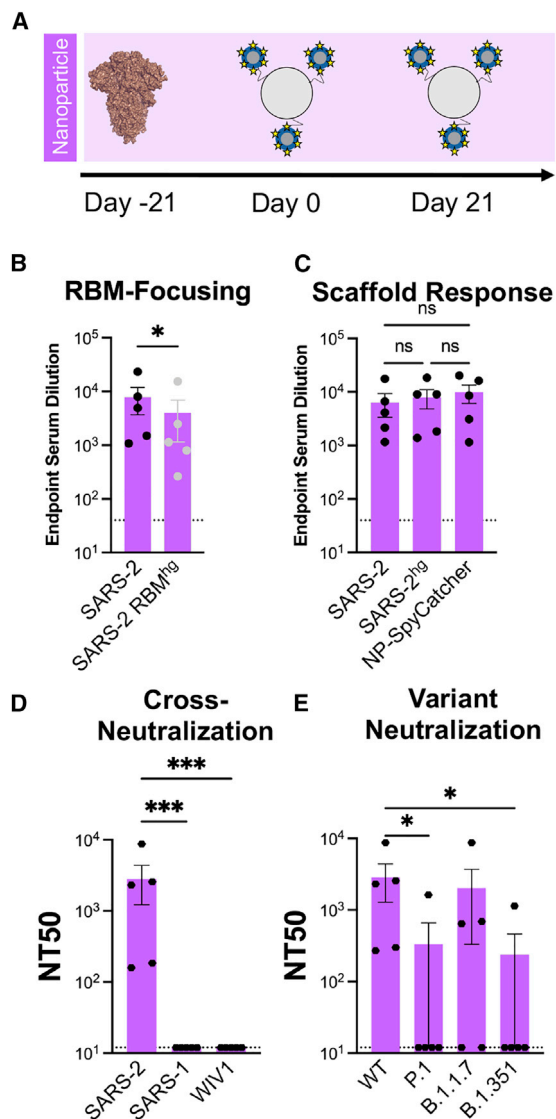 A
Nanoparticle
Day -21
Day 0
Day 21
B
RBM-Focusing
*
Endpoint Serum Dilution
10^5
10^4
10^3
10^2
10^1
SARS-2
SARS-2 RBM^hg
C
Scaffold Response
ns
ns
ns
Endpoint Serum Dilution
10^5
10^4
10^3
10^2
10^1
SARS-2
SARS-2^hg
NP-SpyCatcher
D
Cross-
Neutralization
***
***
NT50
10^4
10^3
10^2
10^1
SARS-2
SARS-1
WIV1
E
Variant
Neutralization
*
*
NT50
10^4
10^3
10^2
10^1
WT
P.1
B.1.1.7
B 1.351